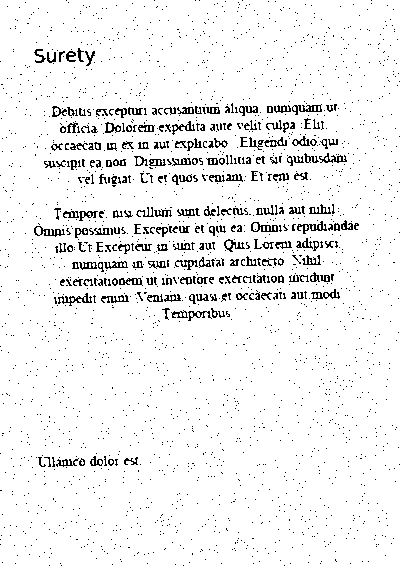 Surety
Debitis excepturi accusantium aliqua, numquam ut
officia. Dolorem expedita aute velit culpa. Elit,
occaecati in ex in aut explicabo. Eligendi odio qui
suscipit ea non. Dignissimos mollitia et sit quibusdam
vel fugiat. Ut et quos veniam. Et rem est.
Tempore, nisi cillum sunt delectus, nulla aut nihil.
Omnis possimus. Excepteur et qui ea. Omnis repudiandae
illo. Ut Excepteur in sunt aut. Quis Lorem adipisci,
numquam in sunt cupidatat architecto. Nihil
exercitationem ut inventore exercitation incidunt
impedit enim. Veniam, quasi et occaecati aut modi.
Temporibus.
Ullamco dolor est.